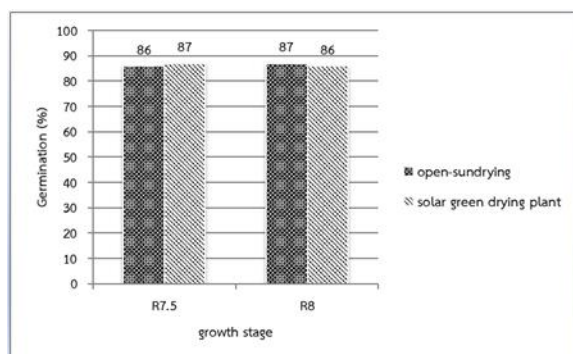 100
90
80
70
60
50
40
30
20
10
0
Germination (%)
86
87
87
86
R7.5
R8
growth stage
open-sundrying
solar green drying plant